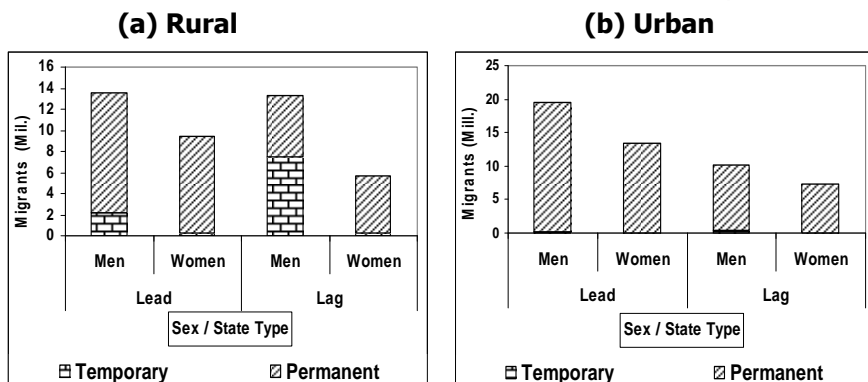 (a) Rural
16
14
12
10
8
6
4
2
0
Migrants (Mil.)
Men
Women
Men
Women
Lead
Lag
Sex / State Type
Temporary
Permanent
(b) Urban
25
20
15
10
5
0
Migrants (Mill.)
Men
Women
Men
Women
Lead
Lag
Sex / State Type
Temporary
Permanent